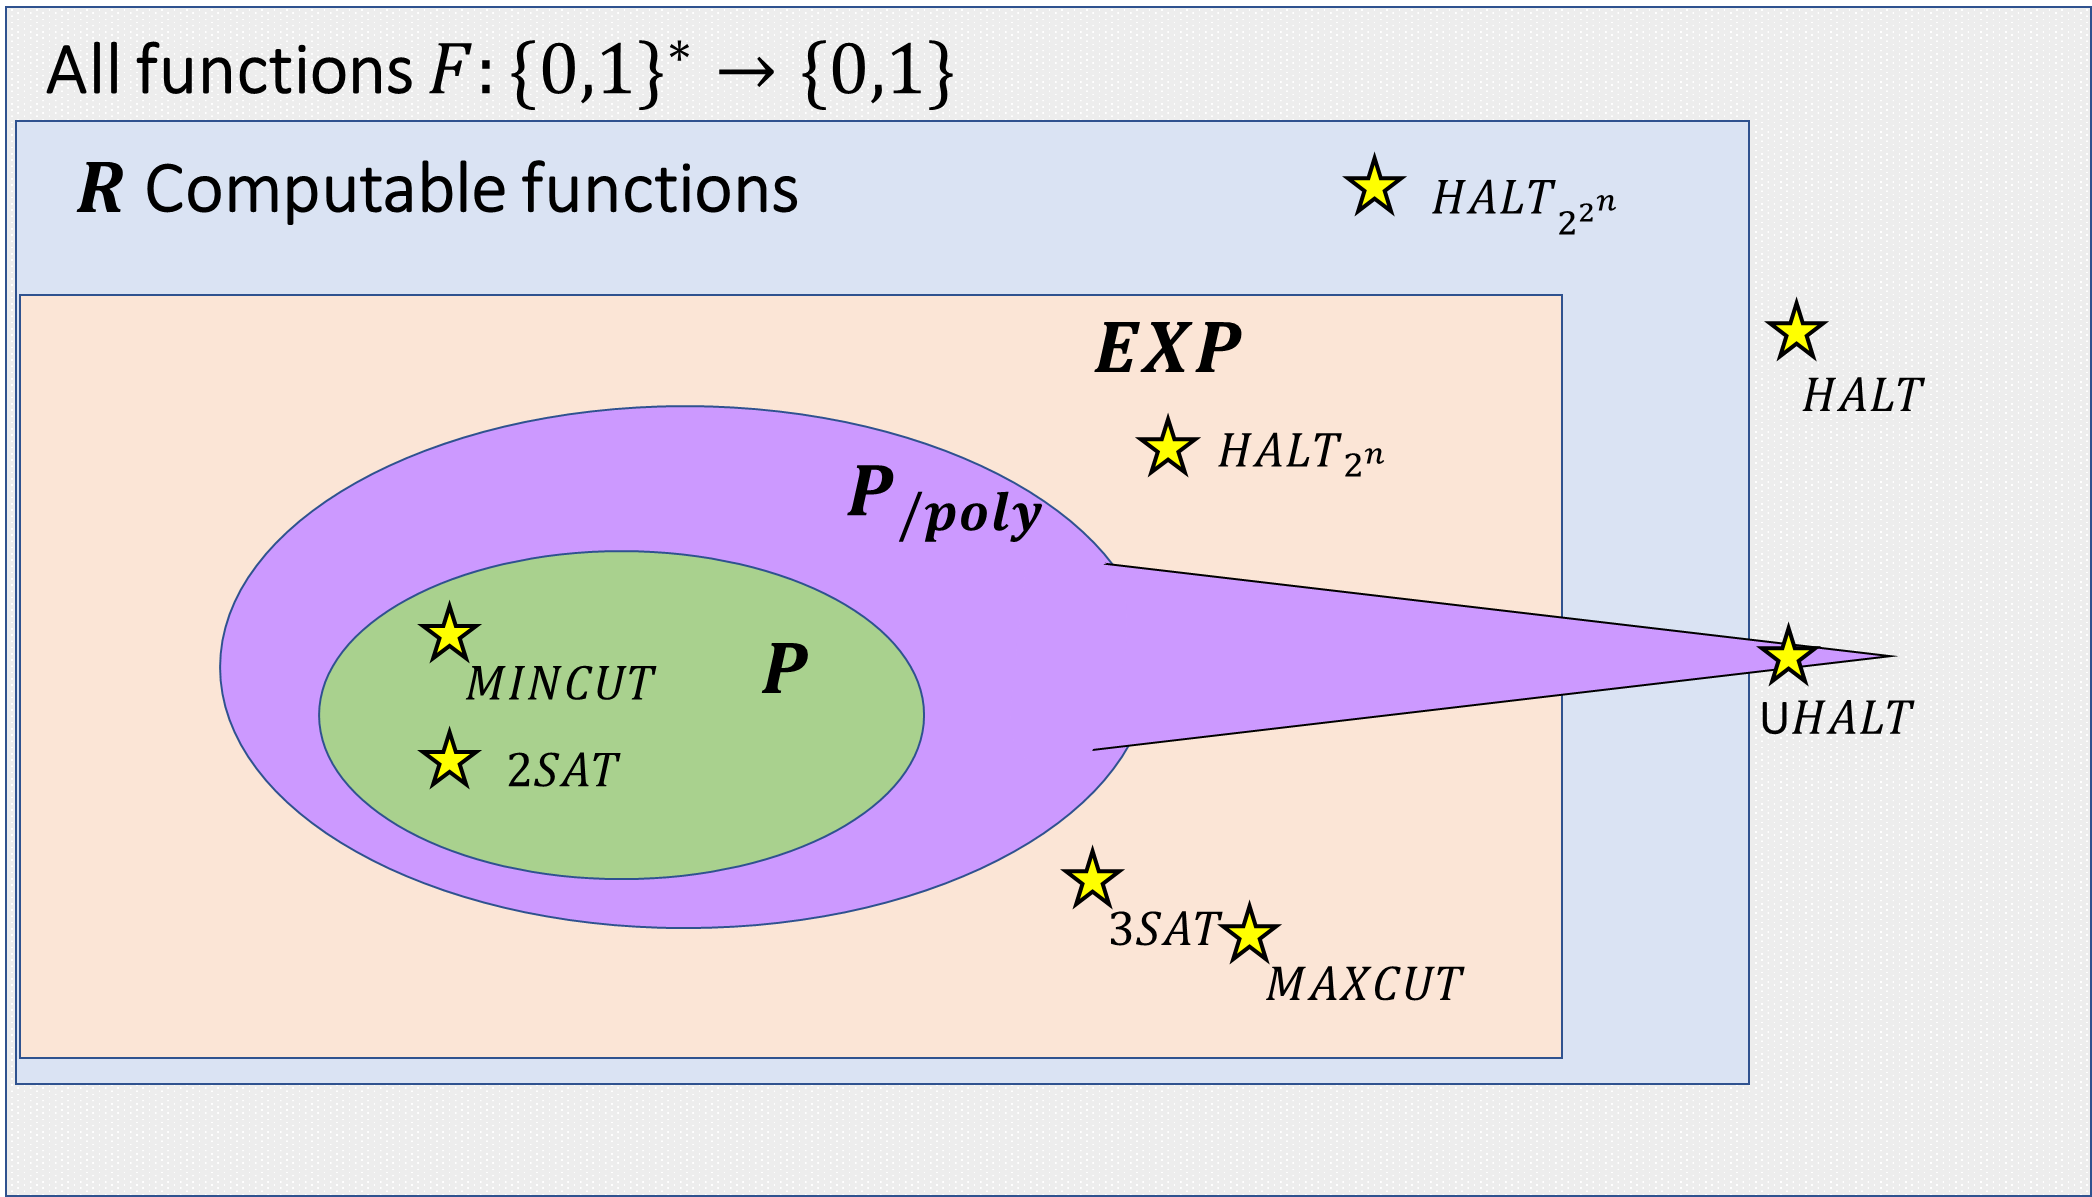 All functions F: {0,1}* → {0,1}
R Computable functions
HALT_{2^{2^n}}
EXP
HALT
HALT_{2^n}
P_{/poly}
MINCUT
P
∪HALT
2SAT
3SAT
MAXCUT